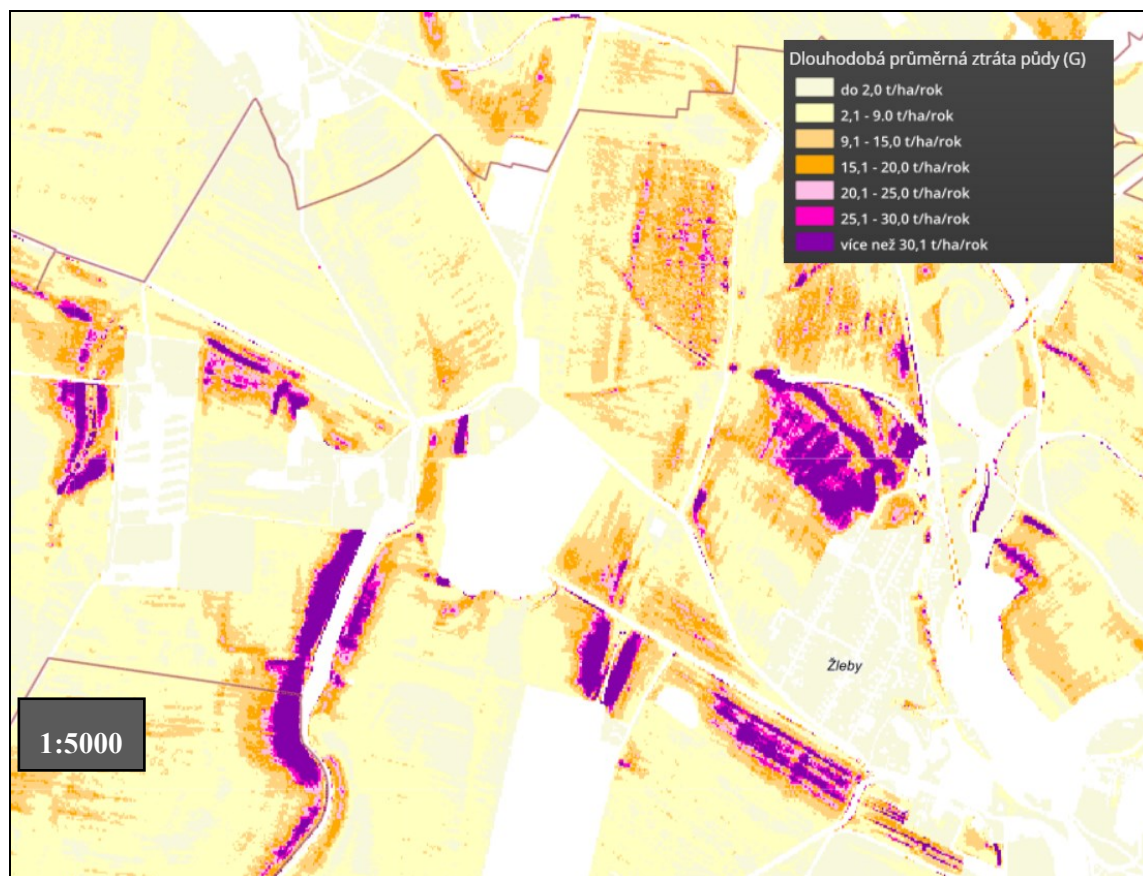 Dlouhodobá průměrná ztráta půdy (G)
do 2,0 t/ha/rok
2,1 - 9.0 t/ha/rok
9,1 - 15,0 t/ha/rok
15,1 - 20,0 t/ha/rok
20,1 - 25,0 t/ha/rok
25,1 - 30,0 t/ha/rok
více než 30,1 t/ha/rok
Žleby
1:5000